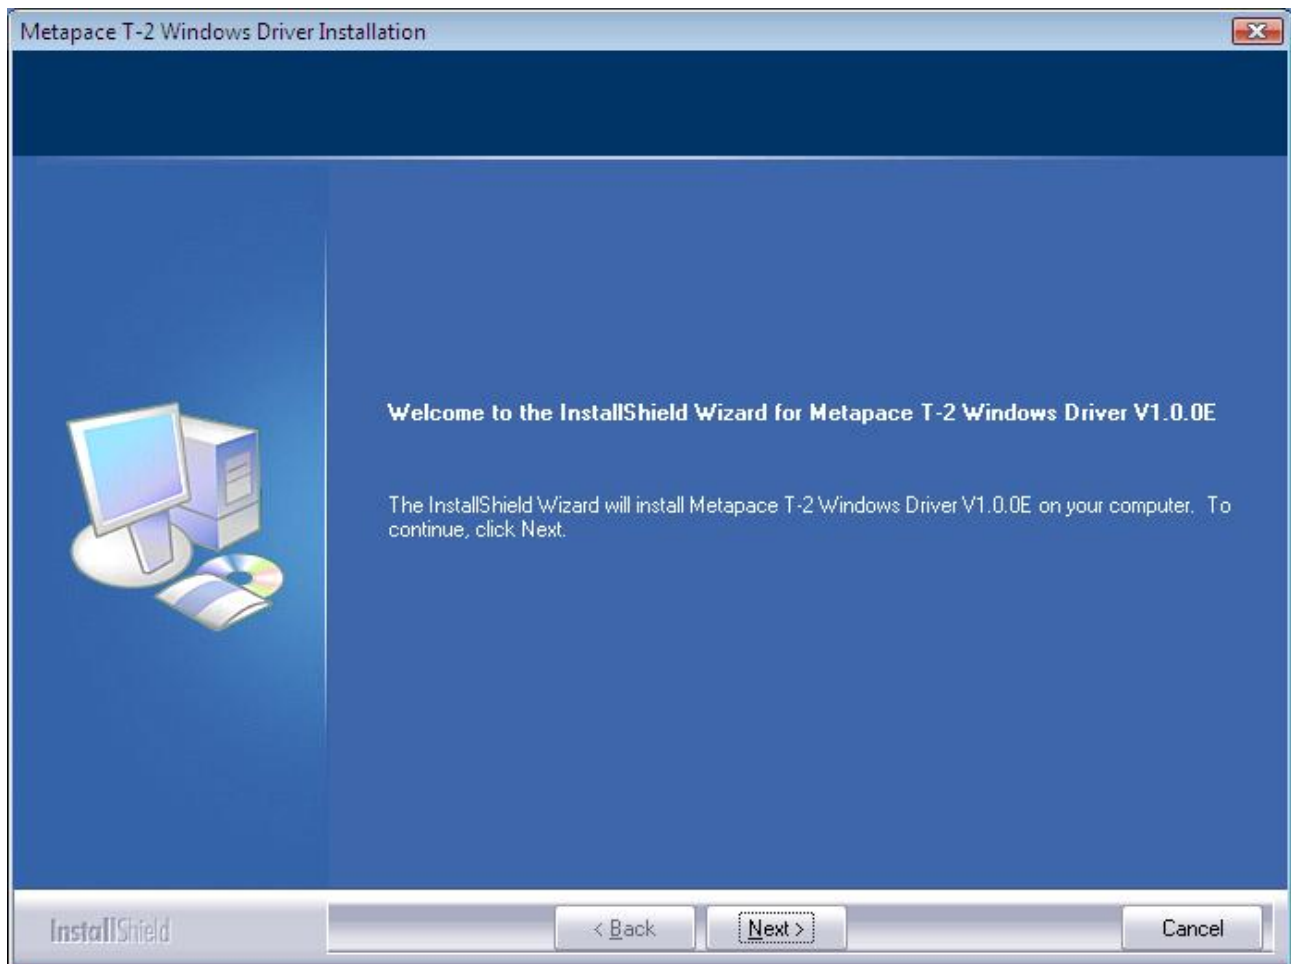 Metapace T-2 Windows Driver Installation
Welcome to the InstallShield Wizard for Metapace T-2 Windows Driver V1.0.0E
The InstallShield Wizard will install Metapace T-2 Windows Driver V1.0.0E on your computer.  To
continue, click Next.
InstallShield
< Back
Next >
Cancel